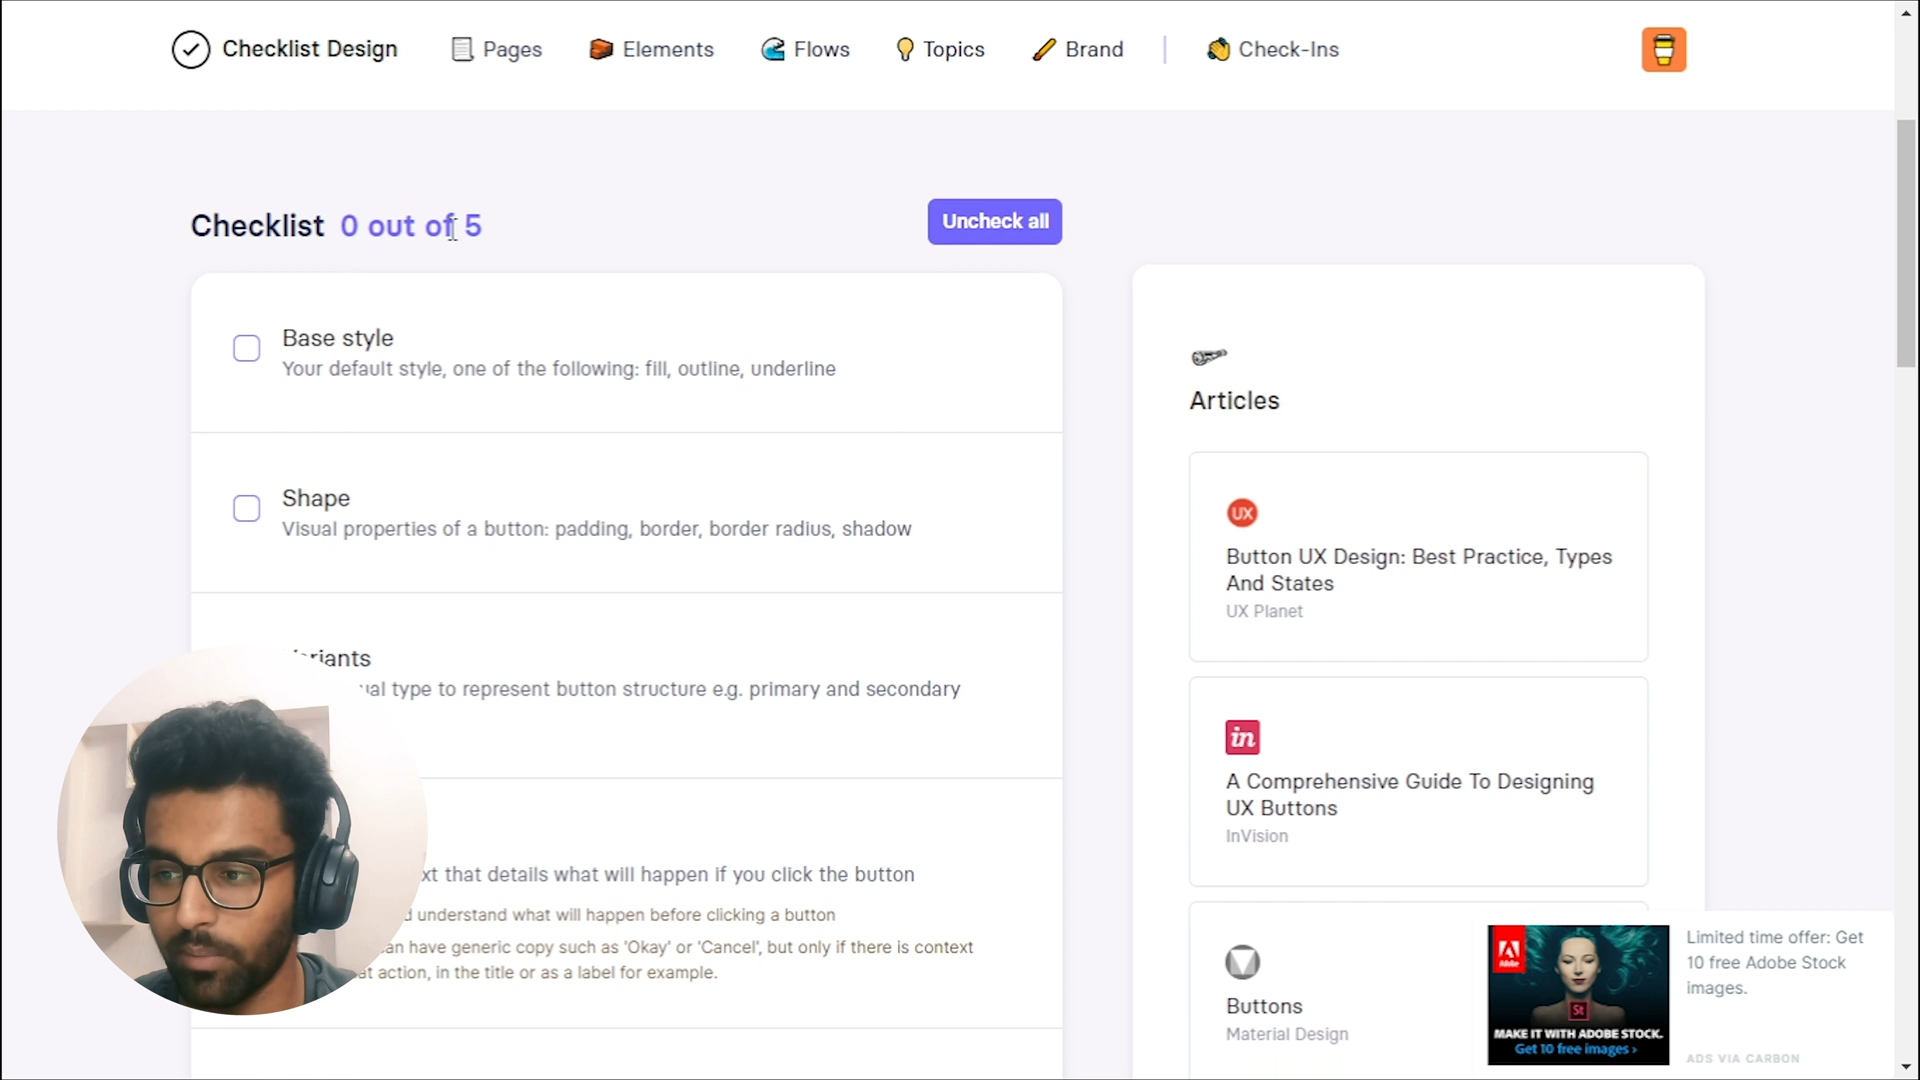 Checklist Design
Pages
Elements
Flows
Topics
Brand
Check-Ins
Checklist 0 out of 5
Uncheck all
Base style
Your default style, one of the following: fill, outline, underline
Shape
Visual properties of a button: padding, border, border radius, shadow
type to represent button structure e.g. primary and secondary
that details what will happen if you click the button
understand what will happen before clicking a button
have generic copy such as 'Okay' or 'Cancel', but only if there is context
action, in the title or as a label for example.
Articles
UX
Button UX Design: Best Practice, Types
And States
UX Planet
in
A Comprehensive Guide To Designing
UX Buttons
InVision
Buttons
Material Design
Adobe
St
MAKE IT WITH ADOBE STOCK.
Get 10 free images ›
Limited time offer: Get
10 free Adobe Stock
images.
ADS VIA CARBON